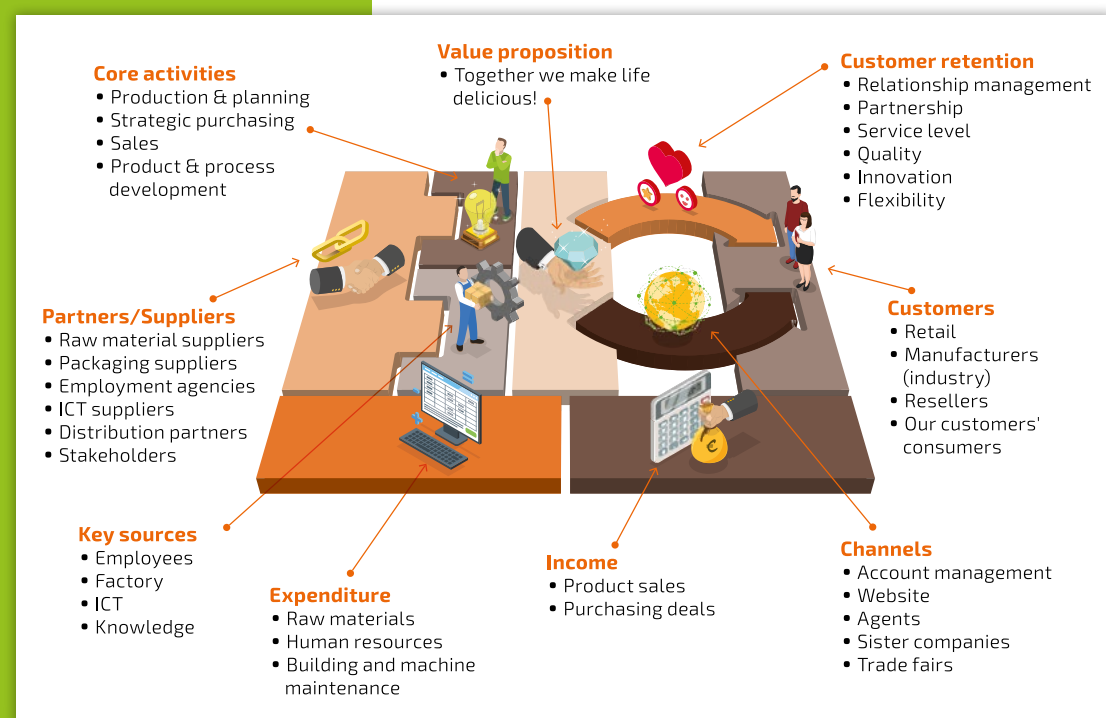 Core activities
• Production & planning
• Strategic purchasing
• Sales
• Product & process
development
Value proposition
• Together we make life
delicious!
Customer retention
• Relationship management
• Partnership
• Service level
• Quality
• Innovation
• Flexibility
Partners/Suppliers
• Raw material suppliers
• Packaging suppliers
• Employment agencies
• ICT suppliers
• Distribution partners
• Stakeholders
Customers
• Retail
• Manufacturers
(industry)
• Resellers
• Our customers'
consumers
€
Key sources
• Employees
• Factory
• ICT
• Knowledge
Expenditure
• Raw materials
• Human resources
• Building and machine
maintenance
Income
• Product sales
• Purchasing deals
Channels
• Account management
• Website
• Agents
• Sister companies
• Trade fairs